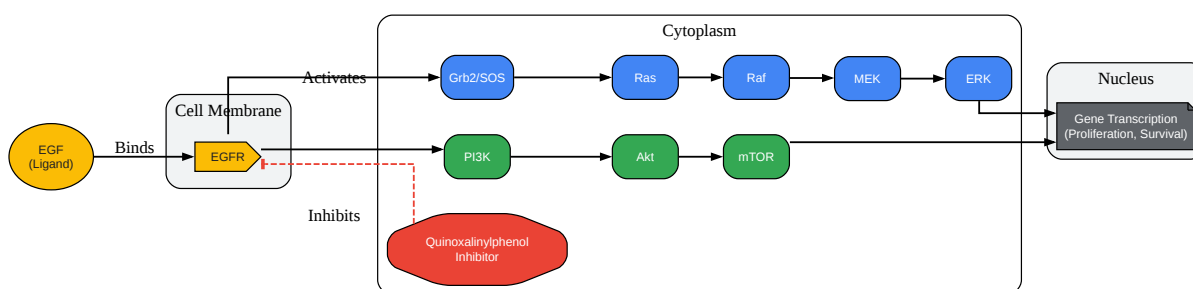 Cytoplasm
Activates
Grb2/SOS
Ras
Raf
MEK
ERK
Nucleus
Cell Membrane
Gene Transcription
(Proliferation, Survival)
EGF
(Ligand)
Binds
EGFR
PI3K
Akt
mTOR
Inhibits
Quinoxalinylphenol
Inhibitor